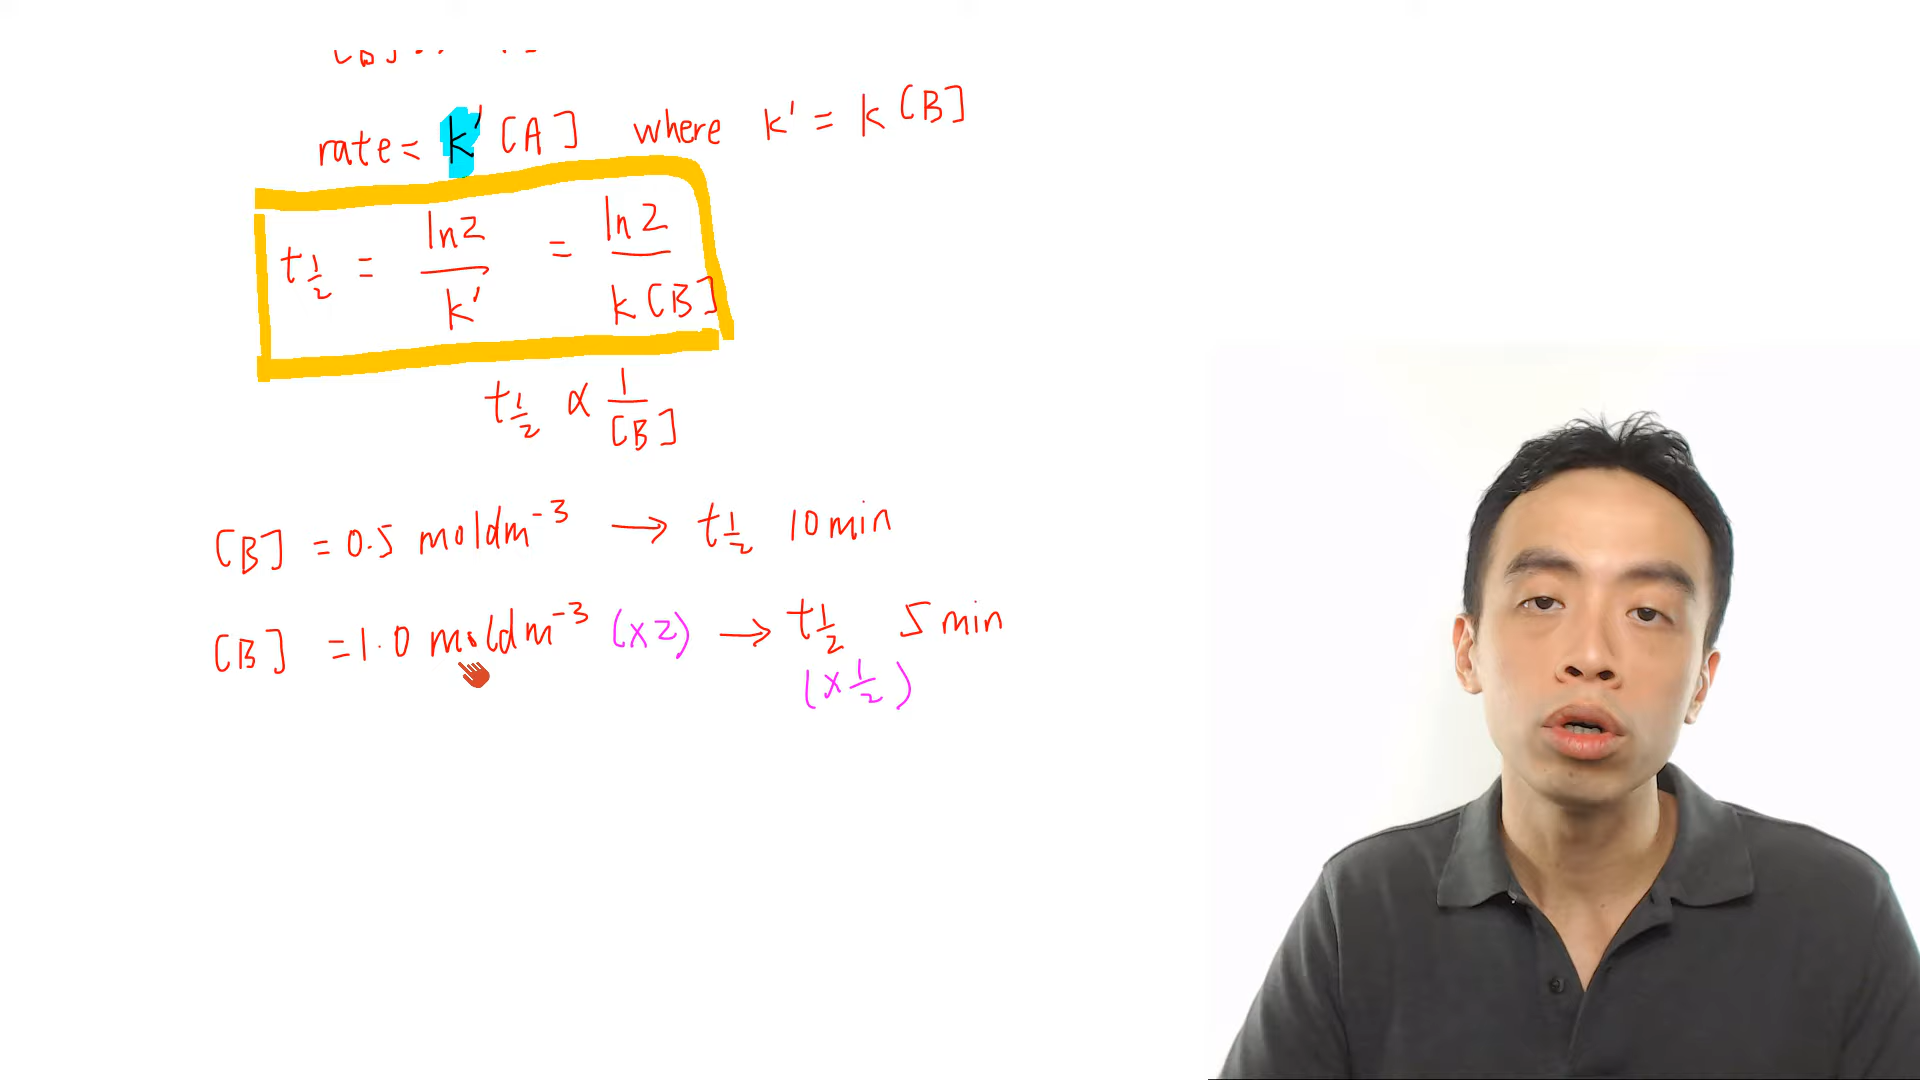 rate = k' [A] where k' = k [B]
t½ = ln2 / k' = ln2 / k [B]
t½ ∝ 1 / [B]
[B] = 0.5 moldm⁻³ → t½ 10 min
[B] = 1.0 moldm⁻³ (x2) → t½ 5 min
(x ½)